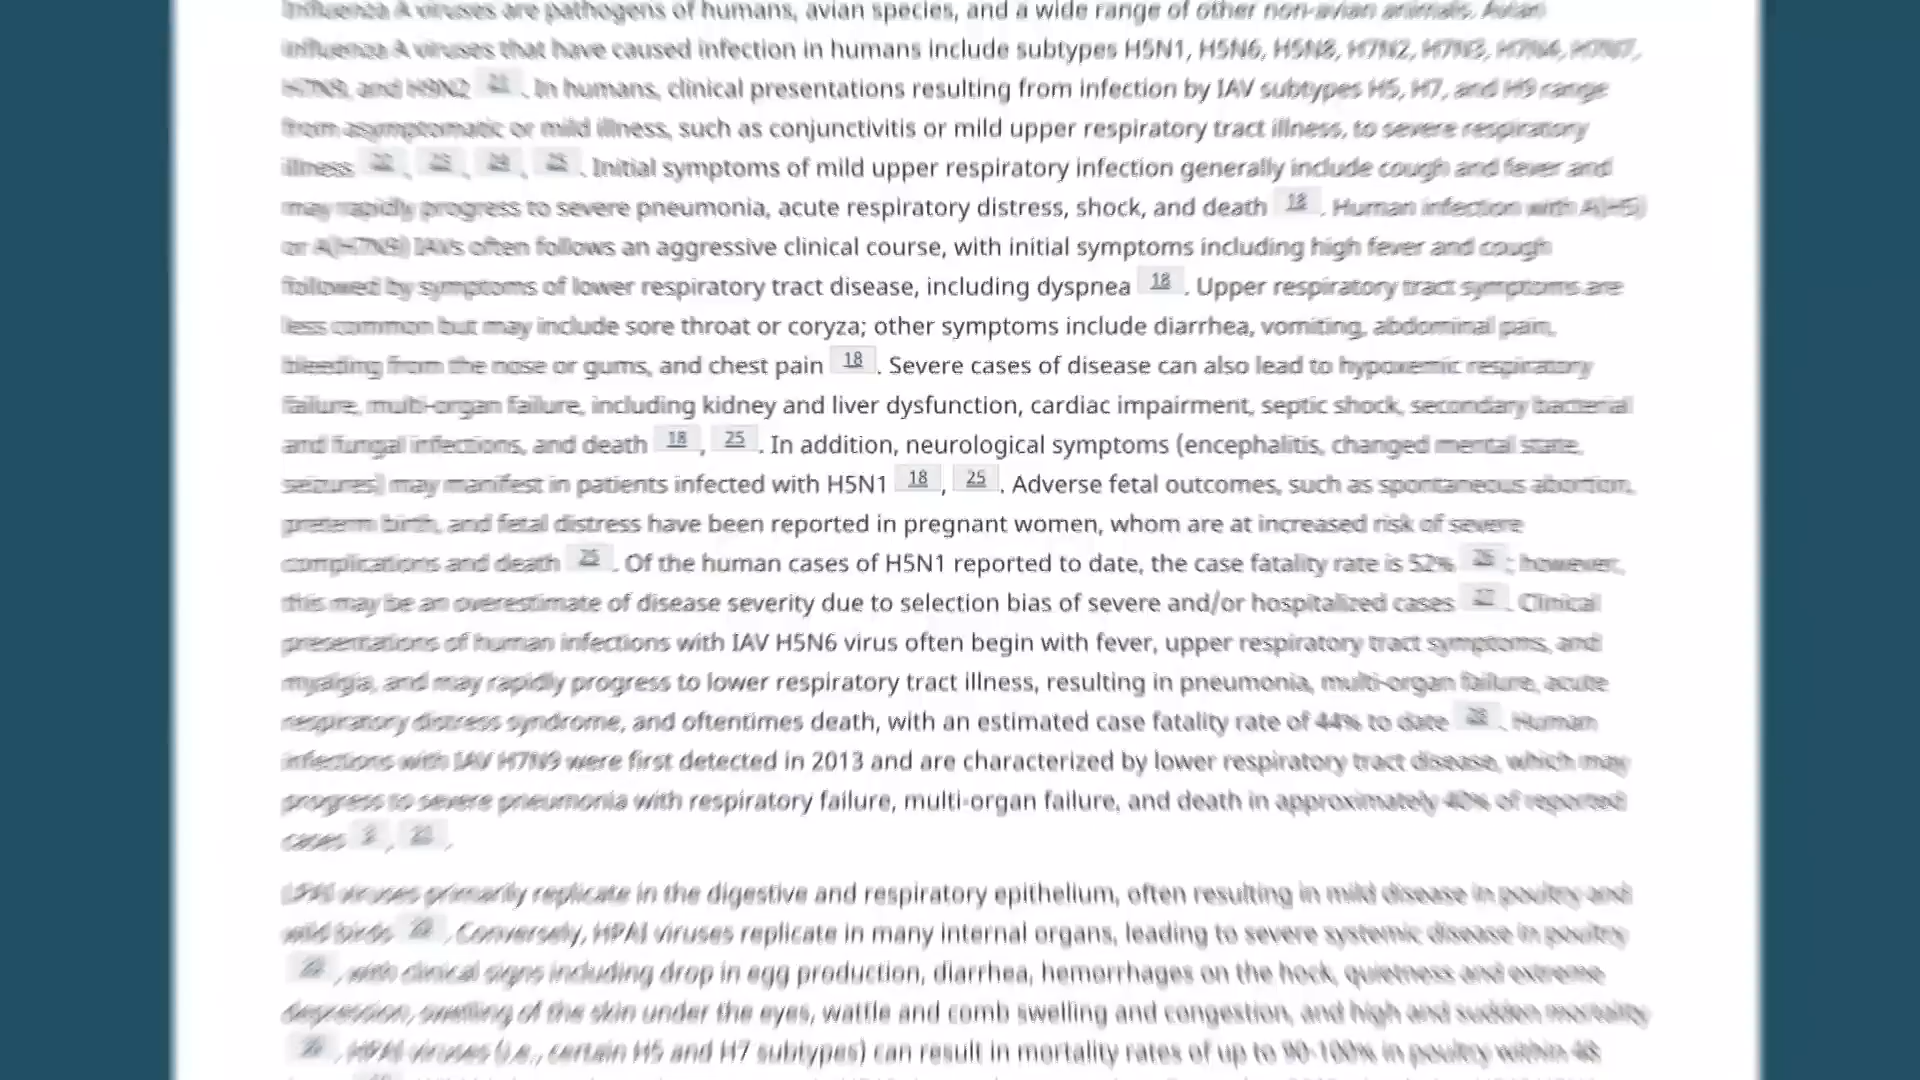 Influenza A viruses are pathogens of humans, avian species, and a wide range of other non-avian animals. Avian
influenza A viruses that have caused infection in humans include subtypes H5N1, H5N6, H5N8, H7N2, H7N3, H7N4, H7N7,
H7N9, and H9N2 21 . In humans, clinical presentations resulting from infection by IAV subtypes H5, H7, and H9 range
from asymptomatic or mild illness, such as conjunctivitis or mild upper respiratory tract illness, to severe respiratory
illness 22 , 23 , 24 , 25 . Initial symptoms of mild upper respiratory infection generally include cough and fever and
may rapidly progress to severe pneumonia, acute respiratory distress, shock, and death 18 . Human infection with A(H5)
or A(H7N9) IAVs often follows an aggressive clinical course, with initial symptoms including high fever and cough
followed by symptoms of lower respiratory tract disease, including dyspnea 18 . Upper respiratory tract symptoms are
less common but may include sore throat or coryza; other symptoms include diarrhea, vomiting, abdominal pain,
bleeding from the nose or gums, and chest pain 18 . Severe cases of disease can also lead to hypoxemic respiratory
failure, multi-organ failure, including kidney and liver dysfunction, cardiac impairment, septic shock, secondary bacterial
and fungal infections, and death 18 , 25 . In addition, neurological symptoms (encephalitis, changed mental state,
seizures) may manifest in patients infected with H5N1 18 , 25 . Adverse fetal outcomes, such as spontaneous abortion,
preterm birth, and fetal distress have been reported in pregnant women, whom are at increased risk of severe
complications and death 25 . Of the human cases of H5N1 reported to date, the case fatality rate is 52% 26 ; however,
this may be an overestimate of disease severity due to selection bias of severe and/or hospitalized cases 27 . Clinical
presentations of human infections with IAV H5N6 virus often begin with fever, upper respiratory tract symptoms, and
myalgia, and may rapidly progress to lower respiratory tract illness, resulting in pneumonia, multi-organ failure, acute
respiratory distress syndrome, and oftentimes death, with an estimated case fatality rate of 44% to date 28 . Human
infections with IAV H7N9 were first detected in 2013 and are characterized by lower respiratory tract disease, which may
progress to severe pneumonia with respiratory failure, multi-organ failure, and death in approximately 40% of reported
cases
LPAI viruses primarily replicate in the digestive and respiratory epithelium, often resulting in mild disease in poultry and
wild birds . Conversely, HPAI viruses replicate in many internal organs, leading to severe systemic disease in poultry
, with clinical signs including drop in egg production, diarrhea, hemorrhages on the hock, quietness and extreme
depression, swelling of the skin under the eyes, wattle and comb swelling and congestion, and high and sudden mortality
. HPAI viruses (i.e., certain H5 and H7 subtypes) can result in mortality rates of up to 90-100% in poultry within 48